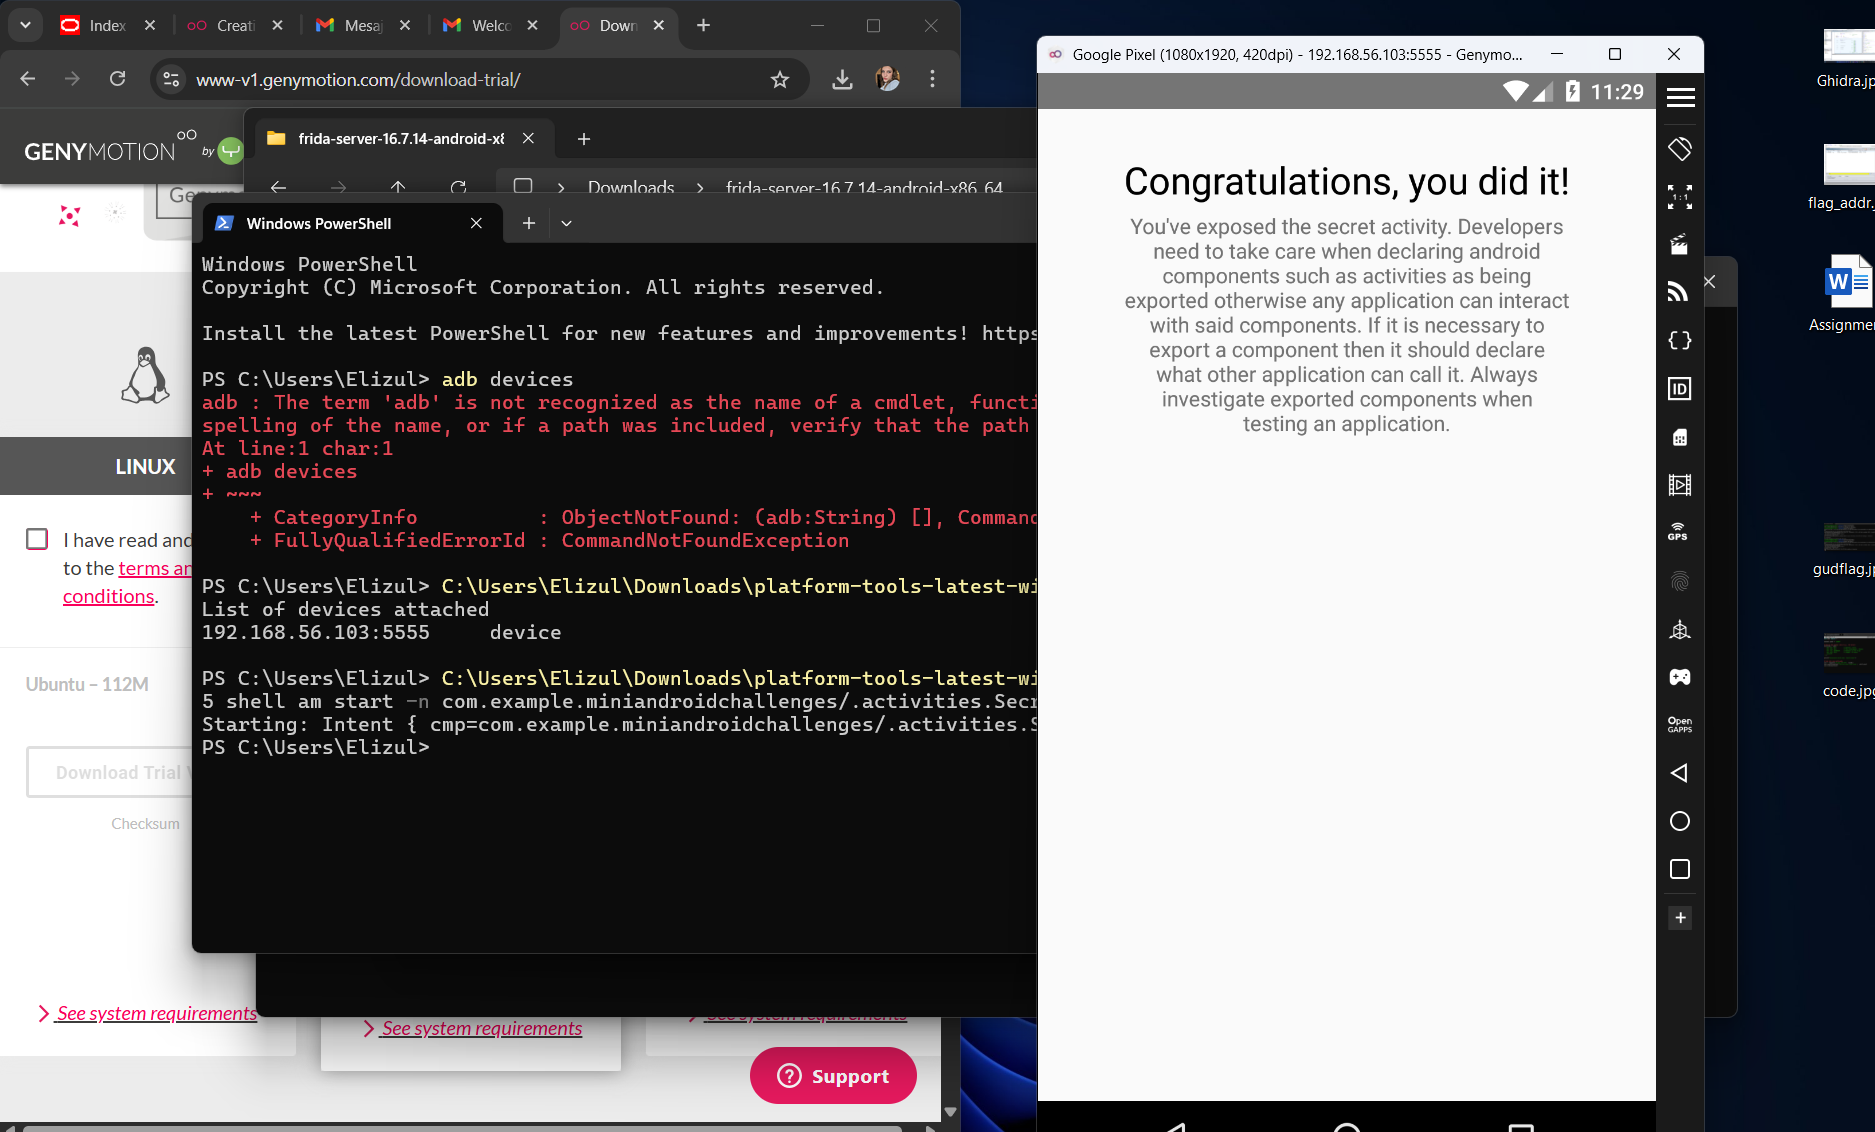 Index
Creati
Mesaj
Welco
Down
www-v1.genymotion.com/download-trial/
GENYMOTION by
Genym
frida-server-16.7.14-android-x8
Downloads > frida-server-16.7.14-android-x86_64
Windows PowerShell
Windows PowerShell
Copyright (C) Microsoft Corporation. All rights reserved.
Install the latest PowerShell for new features and improvements! https
PS C:\Users\Elizul> adb devices
adb : The term 'adb' is not recognized as the name of a cmdlet, functi
spelling of the name, or if a path was included, verify that the path
At line:1 char:1
+ adb devices
+ ~~~
+ CategoryInfo : ObjectNotFound: (adb:String) [], Command
+ FullyQualifiedErrorId : CommandNotFoundException
PS C:\Users\Elizul> C:\Users\Elizul\Downloads\platform-tools-latest-wi
List of devices attached
192.168.56.103:5555 device
PS C:\Users\Elizul> C:\Users\Elizul\Downloads\platform-tools-latest-wi
5 shell am start -n com.example.miniandroidchallenges/.activities.Secr
Starting: Intent { cmp=com.example.miniandroidchallenges/.activities.S
PS C:\Users\Elizul>
LINUX
I have read and
to the terms an
conditions.
Ubuntu – 112M
Download Trial V
Checksum
See system requirements
See system requirements
See system requirements
Support
Google Pixel (1080x1920, 420dpi) - 192.168.56.103:5555 - Genymo...
11:29
Congratulations, you did it!
You've exposed the secret activity. Developers
need to take care when declaring android
components such as activities as being
exported otherwise any application can interact
with said components. If it is necessary to
export a component then it should declare
what other application can call it. Always
investigate exported components when
testing an application.
1:1
ID
GPS
Open
GAPPS
Ghidra.jp
flag_addr.
W
Assignme
gudflag.j
code.jpg